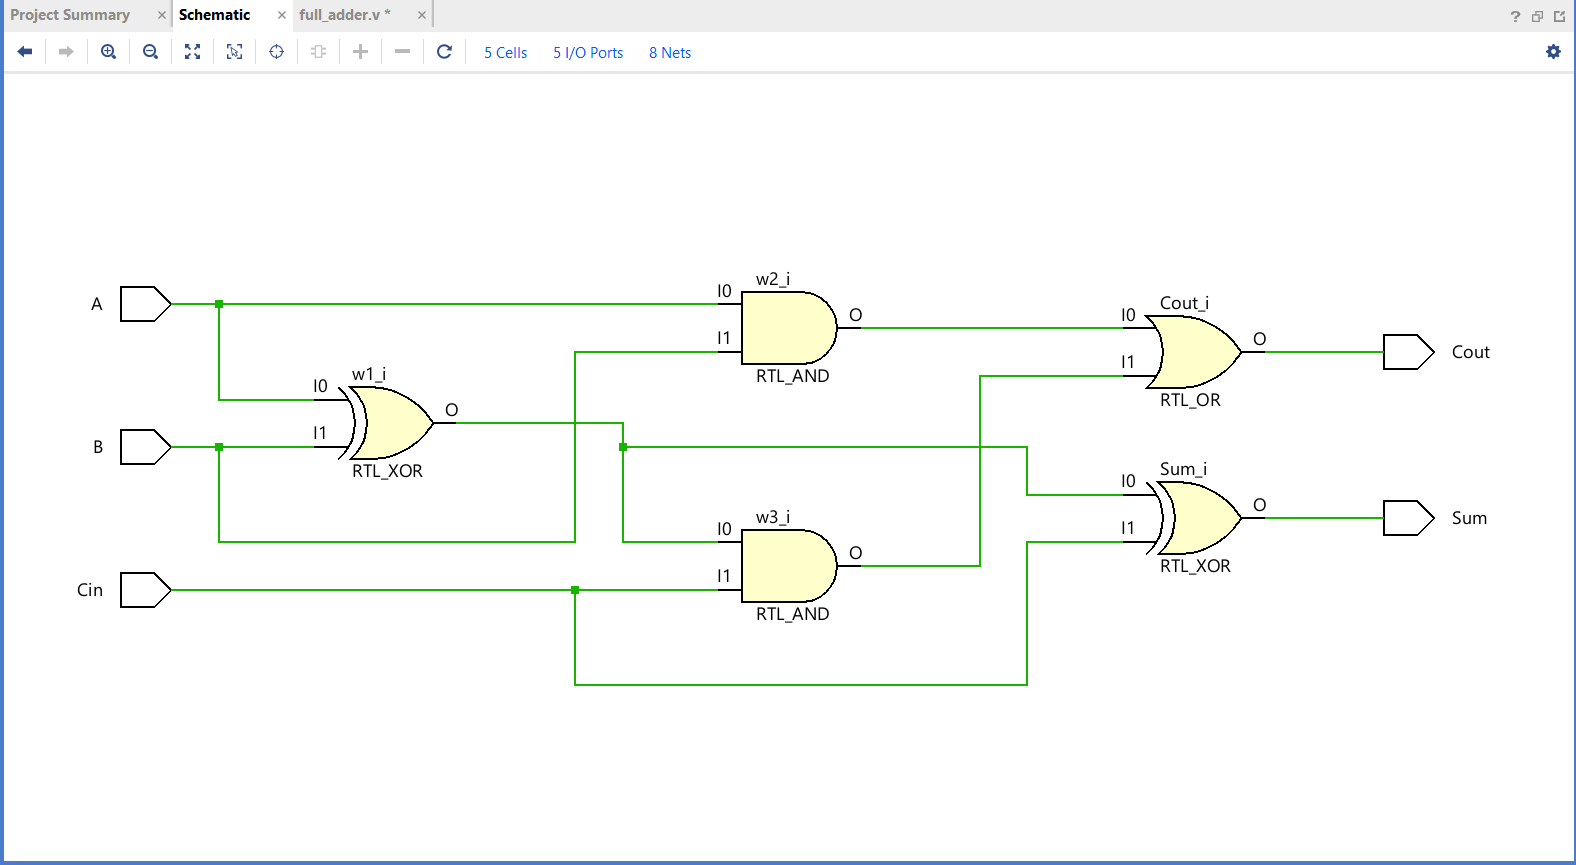 Project Summary
Schematic
full_adder.v *
5 Cells
5 I/O Ports
8 Nets
A
B
Cin
w1_i
I0
I1
O
RTL_XOR
w2_i
I0
I1
O
RTL_AND
w3_i
I0
I1
O
RTL_AND
Cout_i
I0
I1
O
RTL_OR
Cout
Sum_i
I0
I1
O
RTL_XOR
Sum